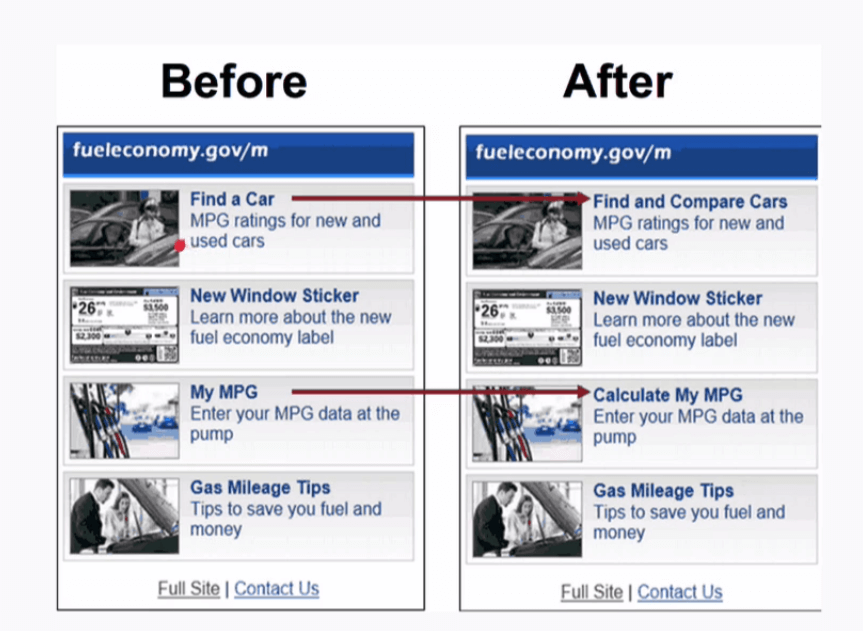 Before
fueleconomy.gov/m
Find a Car
MPG ratings for new and
used cars
26
$3,500
$2,300
New Window Sticker
Learn more about the new
fuel economy label
My MPG
Enter your MPG data at the
pump
Gas Mileage Tips
Tips to save you fuel and
money
Full Site | Contact Us
After
fueleconomy.gov/m
Find and Compare Cars
MPG ratings for new and
used cars
26
$3,500
$2,300
New Window Sticker
Learn more about the new
fuel economy label
Calculate My MPG
Enter your MPG data at the
pump
Gas Mileage Tips
Tips to save you fuel and
money
Full Site | Contact Us